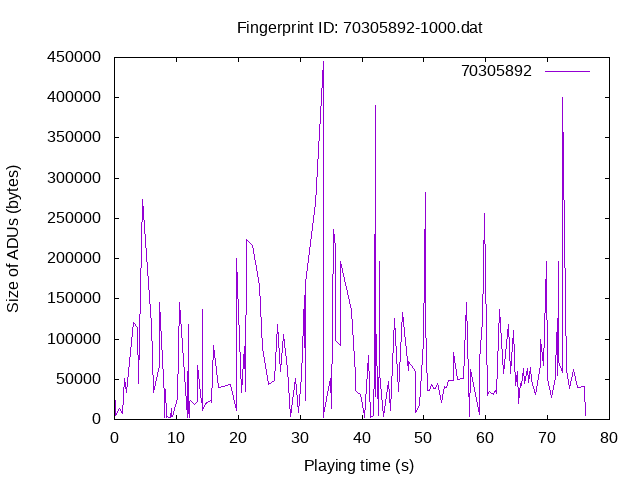 Fingerprint ID: 70305892-1000.dat
450000
70305892
400000
350000
300000
250000
200000
150000
100000
50000
0
Size of ADUs (bytes)
0 10 20 30 40 50 60 70 80
Playing time (s)